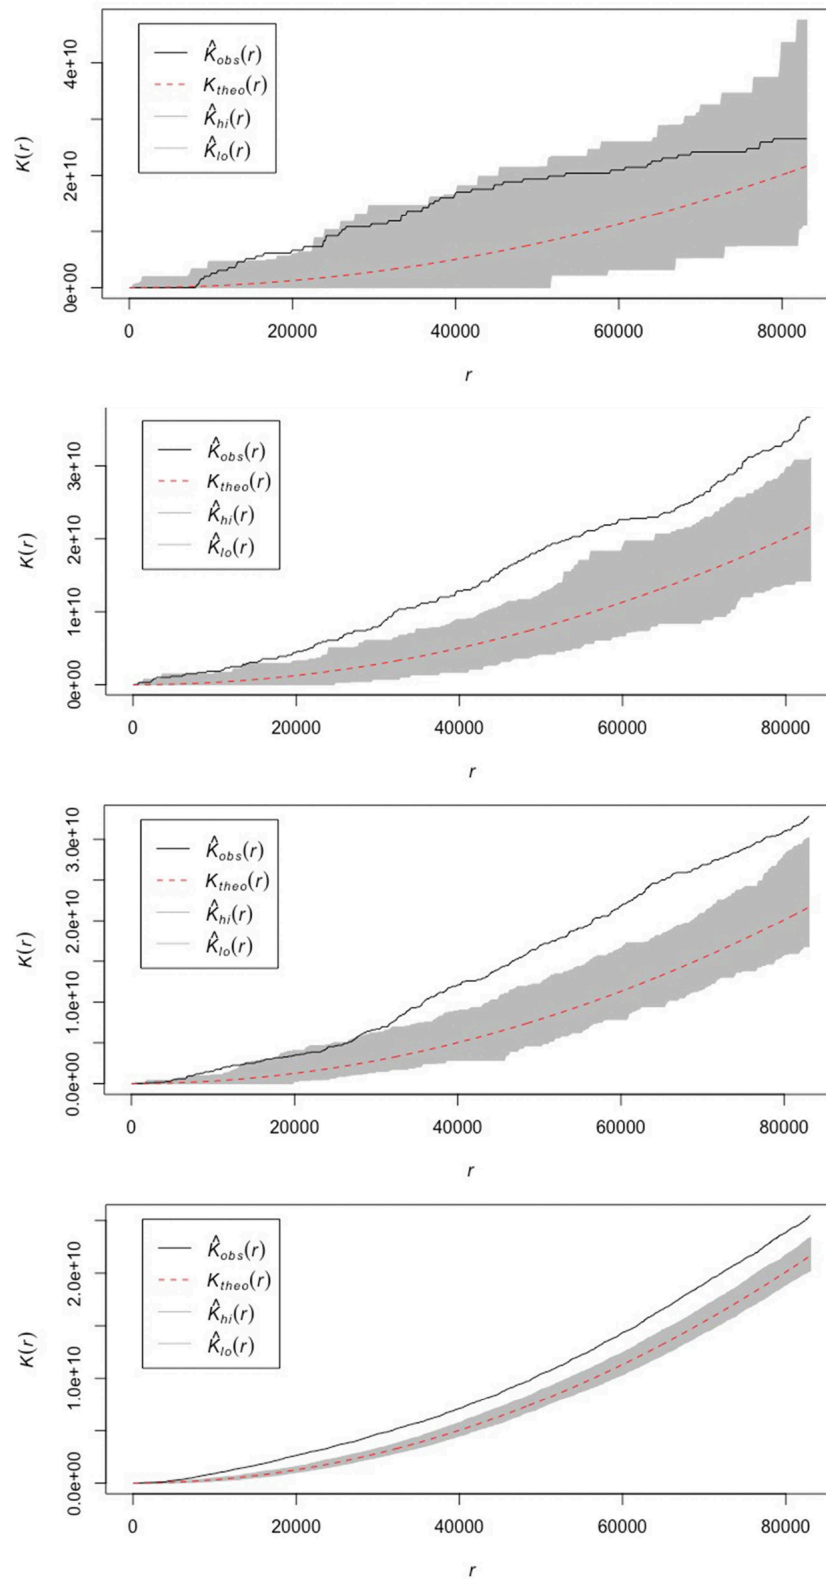 K̂obs(r)
Ktheo(r)
K̂hi(r)
K̂lo(r)
K(r)
4e+10
2e+10
0e+00
0 20000 40000 60000 80000
r
K̂obs(r)
Ktheo(r)
K̂hi(r)
K̂lo(r)
K(r)
3e+10
2e+10
1e+10
0e+00
0 20000 40000 60000 80000
r
K̂obs(r)
Ktheo(r)
K̂hi(r)
K̂lo(r)
K(r)
3.0e+10
2.0e+10
1.0e+10
0.0e+00
0 20000 40000 60000 80000
r
K̂obs(r)
Ktheo(r)
K̂hi(r)
K̂lo(r)
K(r)
2.0e+10
1.0e+10
0.0e+00
0 20000 40000 60000 80000
r